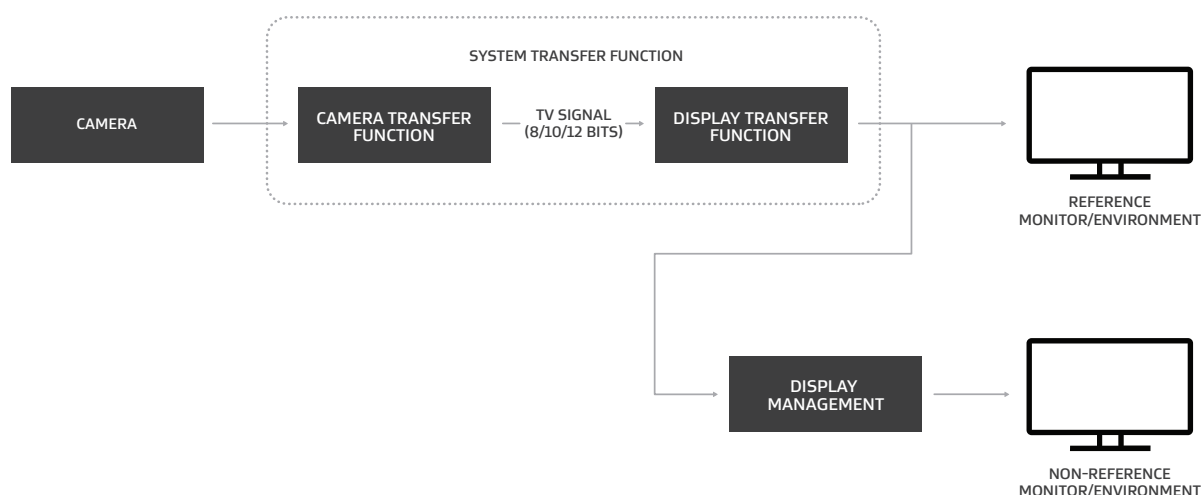 SYSTEM TRANSFER FUNCTION
CAMERA
CAMERA TRANSFER
FUNCTION
TV SIGNAL
(8/10/12 BITS)
DISPLAY TRANSFER
FUNCTION
REFERENCE
MONITOR/ENVIRONMENT
DISPLAY
MANAGEMENT
NON-REFERENCE
MONITOR/ENVIRONMENT